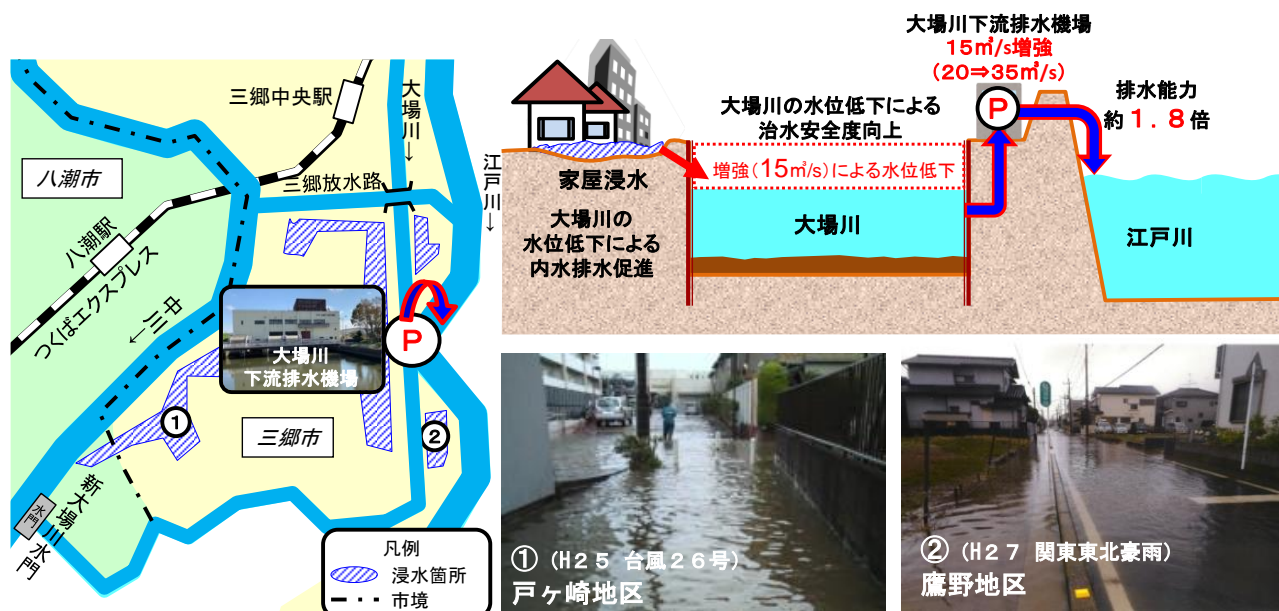 三郷中央駅
大場川→
江戸川→
八潮市
三郷放水路
八潮駅
つくばエクスプレス
中川→
P
大場川
下流排水機場
①
三郷市
②
新大場川水門
水門
凡例
浸水箇所
市境
大場川下流排水機場
15㎥/s増強
(20⇒35㎥/s)
P
排水能力
約1.8倍
大場川の水位低下による
治水安全度向上
増強(15㎥/s)による水位低下
家屋浸水
大場川の
水位低下による
内水排水促進
大場川
江戸川
① (H25 台風26号)
戸ヶ崎地区
② (H27 関東東北豪雨)
鷹野地区